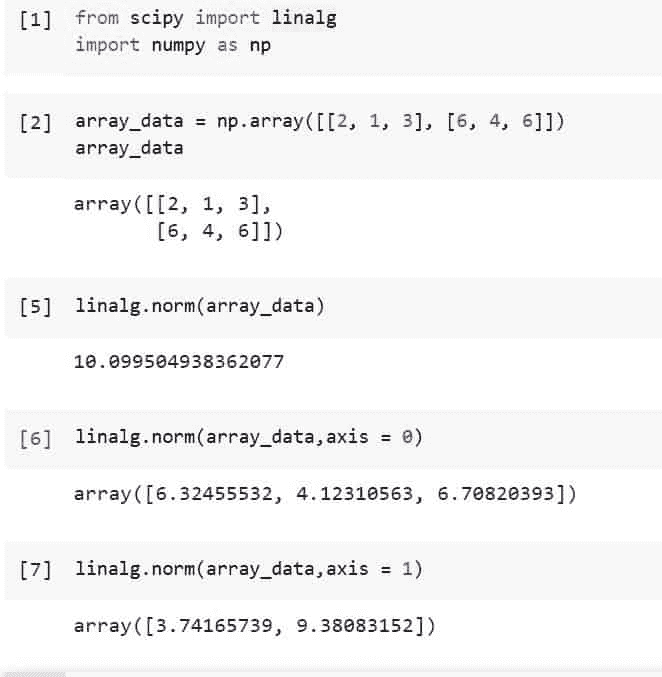 [1] from scipy import linalg
import numpy as np
[2] array_data = np.array([[2, 1, 3], [6, 4, 6]])
array_data
array([[2, 1, 3],
[6, 4, 6]])
[5] linalg.norm(array_data)
10.099504938362077
[6] linalg.norm(array_data,axis = 0)
array([6.32455532, 4.12310563, 6.70820393])
[7] linalg.norm(array_data,axis = 1)
array([3.74165739, 9.38083152])